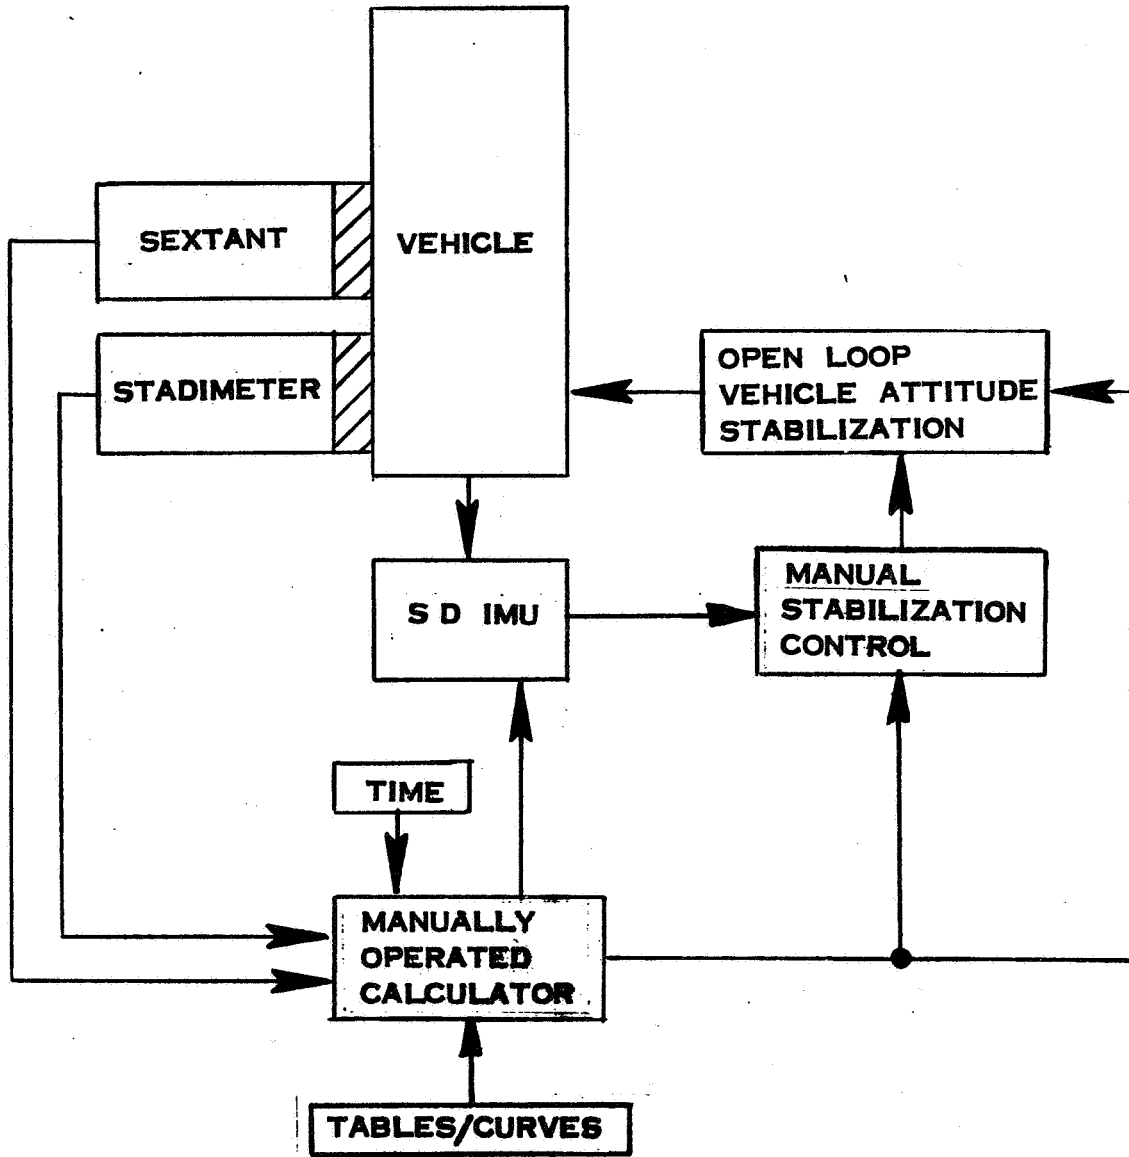 SEXTANT
VEHICLE
STADIMETER
OPEN LOOP
VEHICLE ATTITUDE
STABILIZATION
S D IMU
MANUAL
STABILIZATION
CONTROL
TIME
MANUALLY
OPERATED
CALCULATOR
TABLES/CURVES